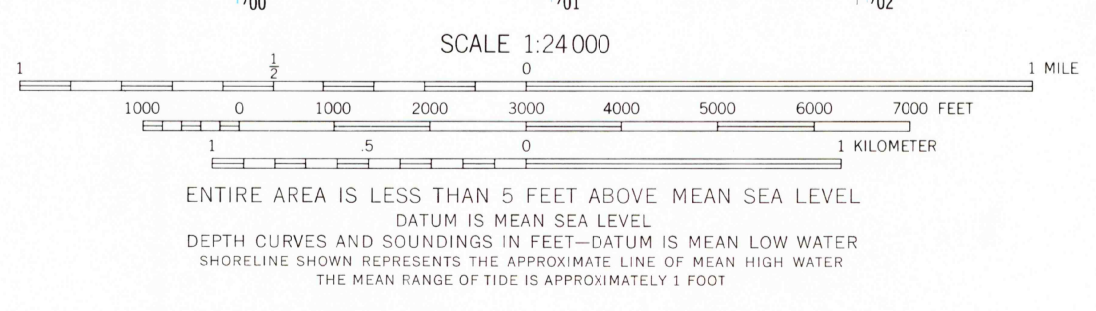 700 701 702
SCALE 1:24 000
1 1/2 0 1 MILE
1000 0 1000 2000 3000 4000 5000 6000 7000 FEET
1 .5 0 1 KILOMETER
ENTIRE AREA IS LESS THAN 5 FEET ABOVE MEAN SEA LEVEL
DATUM IS MEAN SEA LEVEL
DEPTH CURVES AND SOUNDINGS IN FEET—DATUM IS MEAN LOW WATER
SHORELINE SHOWN REPRESENTS THE APPROXIMATE LINE OF MEAN HIGH WATER
THE MEAN RANGE OF TIDE IS APPROXIMATELY 1 FOOT